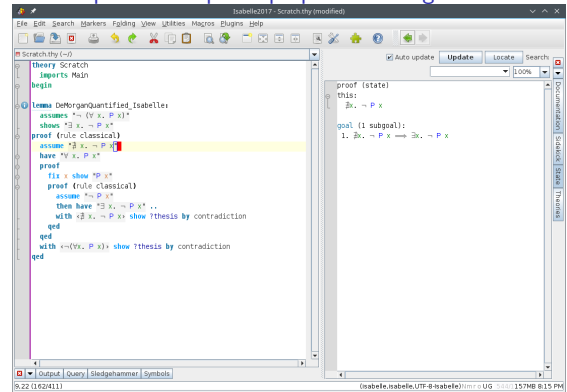 Isabelle2017 - Scratch.thy (modified)
File Edit Search Markers Folding View Utilities Macros Plugins Help
Scratch.thy (~/)
theory Scratch
imports Main
begin
lemma DeMorganQuantified_Isabelle:
assumes "¬ (∀ x. P x)"
shows "∃ x. ¬ P x"
proof (rule classical)
assume "∄ x. ¬ P x"
have "∀ x. P x"
proof
fix x show "P x"
proof (rule classical)
assume "¬ P x"
then have "∃ x. ¬ P x" ..
with ‹∄ x. ¬ P x› show ?thesis by contradiction
qed
qed
with ‹¬(∀x. P x)› show ?thesis by contradiction
qed
Auto update Update Locate Search:
100%
proof (state)
this:
∄x. ¬ P x
goal (1 subgoal):
1. ∄x. ¬ P x ⟹ ∃x. ¬ P x
Documentation
Sidekick
State
Theories
Output Query Sledgehammer Symbols
9,22 (162/411)
(isabelle,isabelle,UTF-8-Isabelle) UG 157MB 8:15 PM